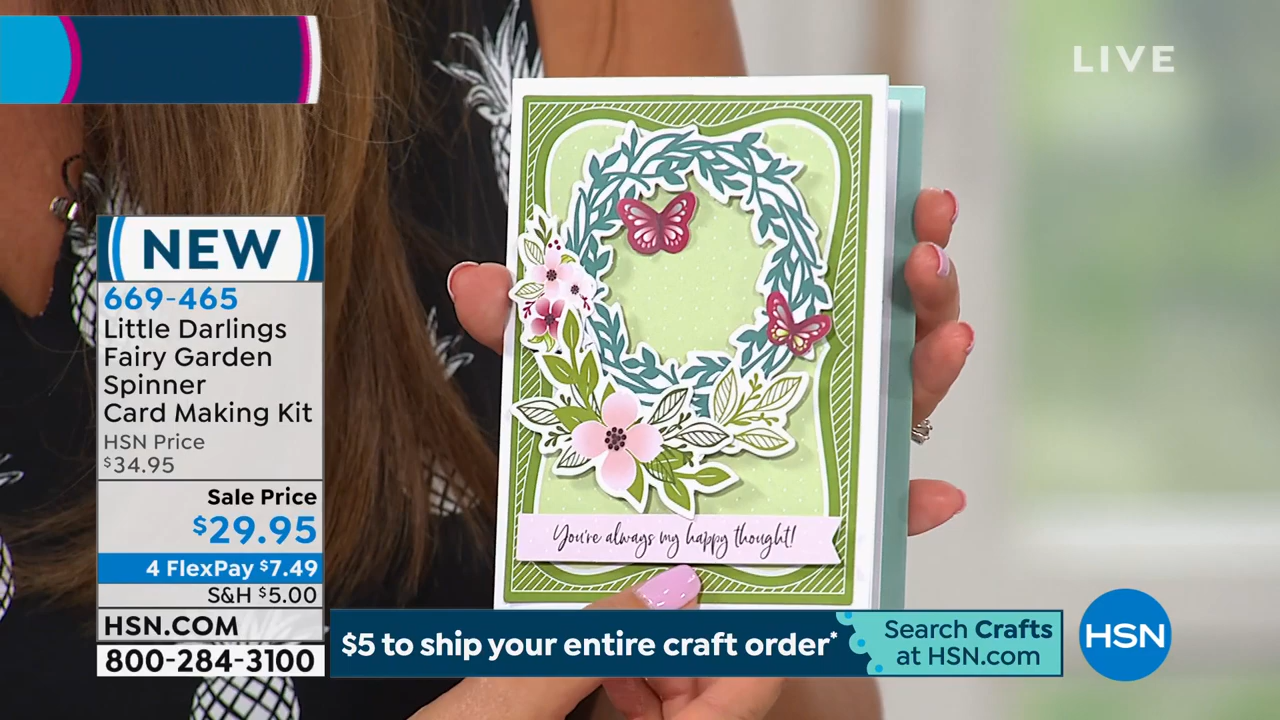 LIVE
NEW
669-465
Little Darlings
Fairy Garden
Spinner
Card Making Kit
HSN Price
$34.95
Sale Price
$29.95
4 FlexPay $7.49
S&H $5.00
HSN.COM
800-284-3100
You're always my happy thought!
$5 to ship your entire craft order*
Search Crafts
at HSN.com
HSN